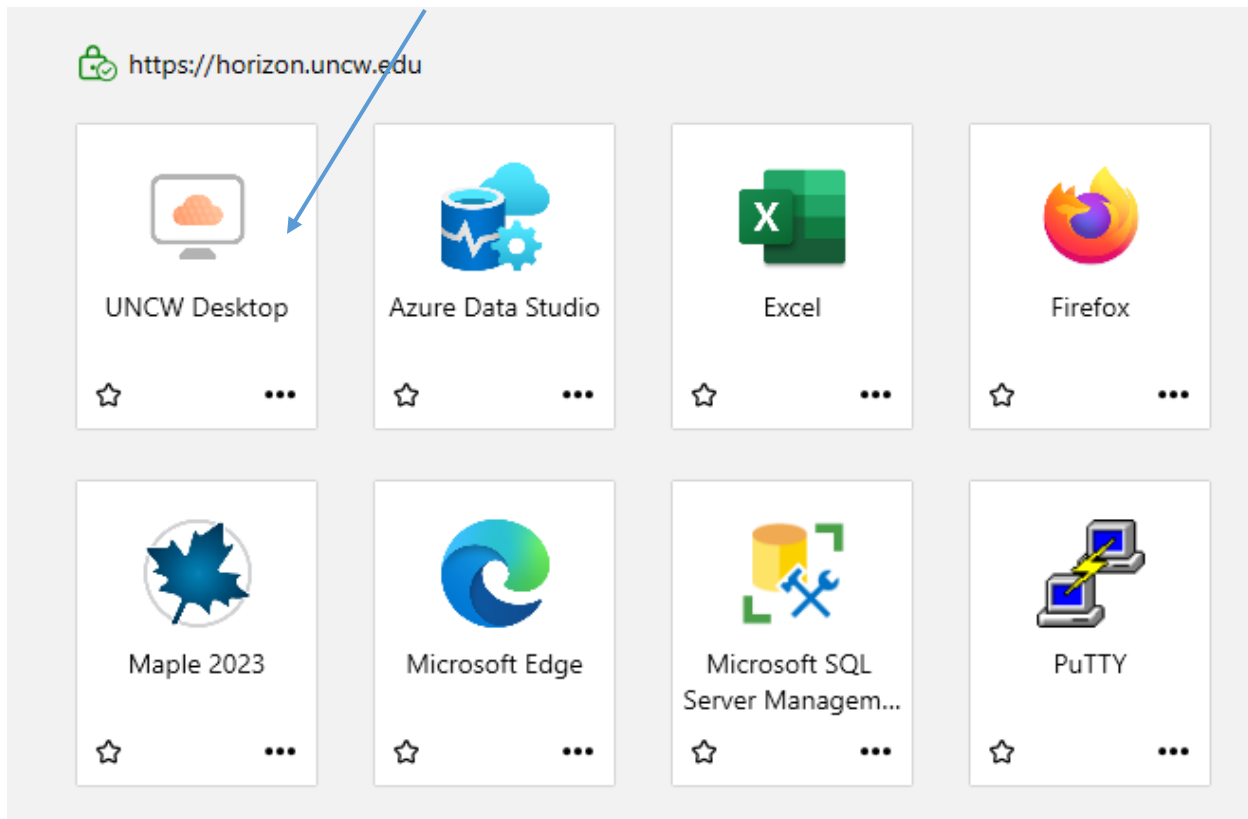 https://horizon.uncw.edu
UNCW Desktop
Azure Data Studio
Excel
Firefox
Maple 2023
Microsoft Edge
Microsoft SQL
Server Managem...
PuTTY